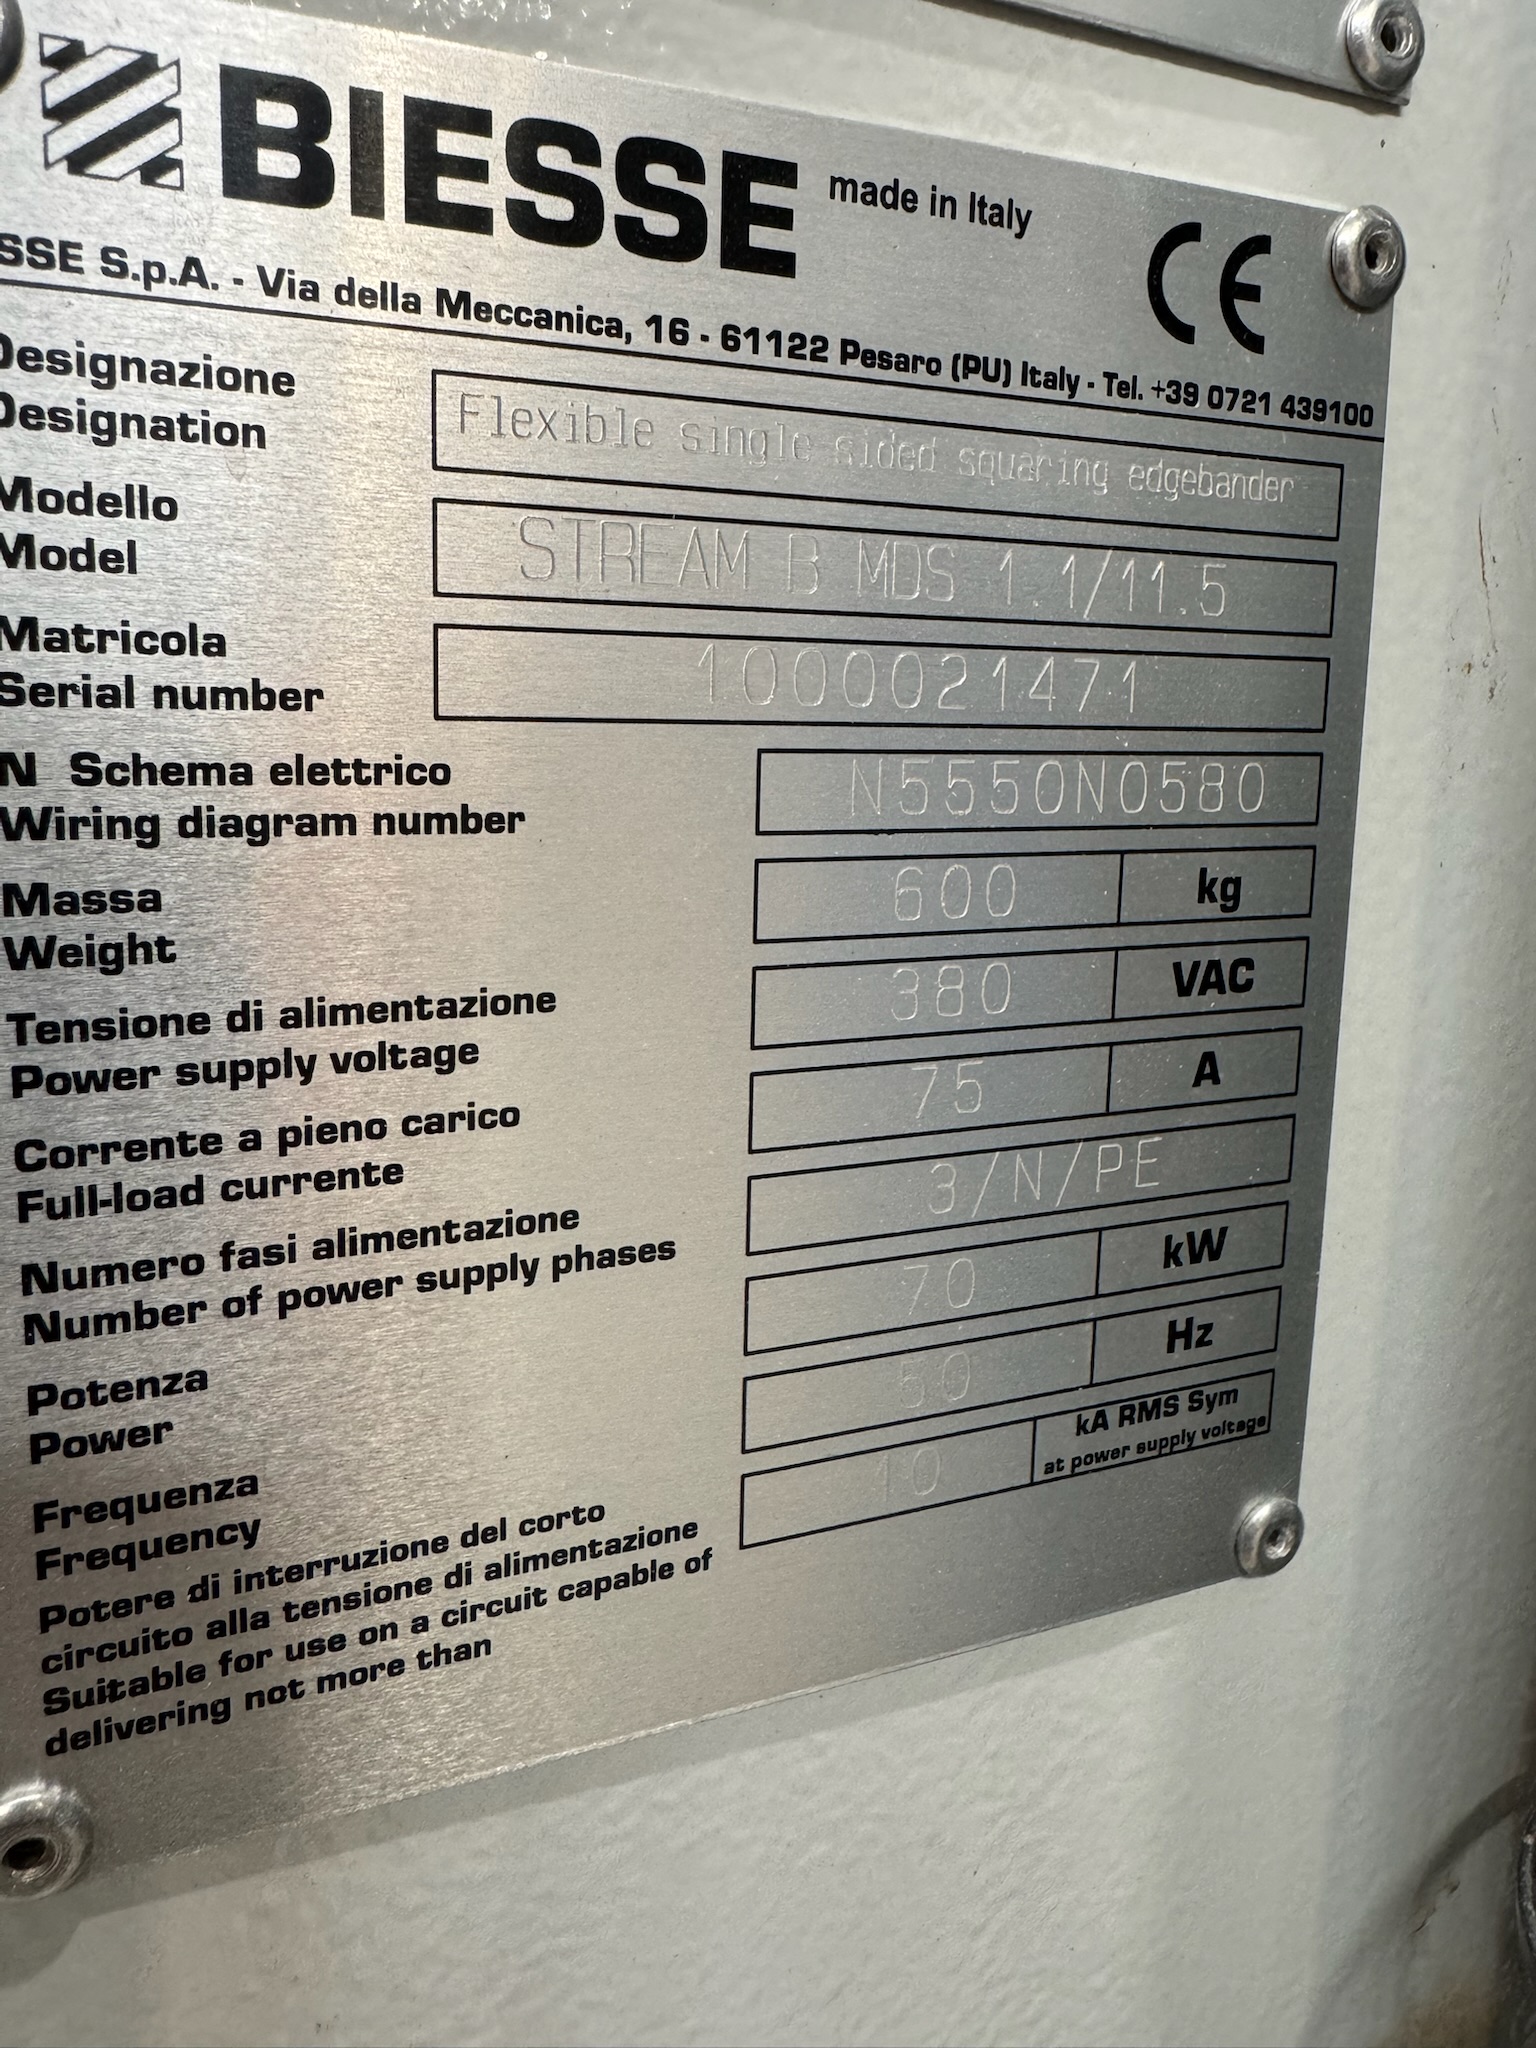 BIESSE made in Italy
CE
SSE S.p.A. - Via della Meccanica, 16 - 61122 Pesaro (PU) Italy - Tel. +39 0721 439100
Designazione
Designation
Flexible single sided squaring edgebander
Modello
Model
STREAM B MDS 1.1/11.5
Matricola
Serial number
1000021471
N Schema elettrico
Wiring diagram number
N5550N0580
Massa
Weight
600 kg
Tensione di alimentazione
Power supply voltage
380 VAC
Corrente a pieno carico
Full-load currente
75 A
Numero fasi alimentazione
Number of power supply phases
3/N/PE
Potenza
Power
70 kW
Frequenza
Frequency
50 Hz
Potere di interruzione del corto
circuito alla tensione di alimentazione
Suitable for use on a circuit capable of
delivering not more than
10 kA RMS Sym
at power supply voltage